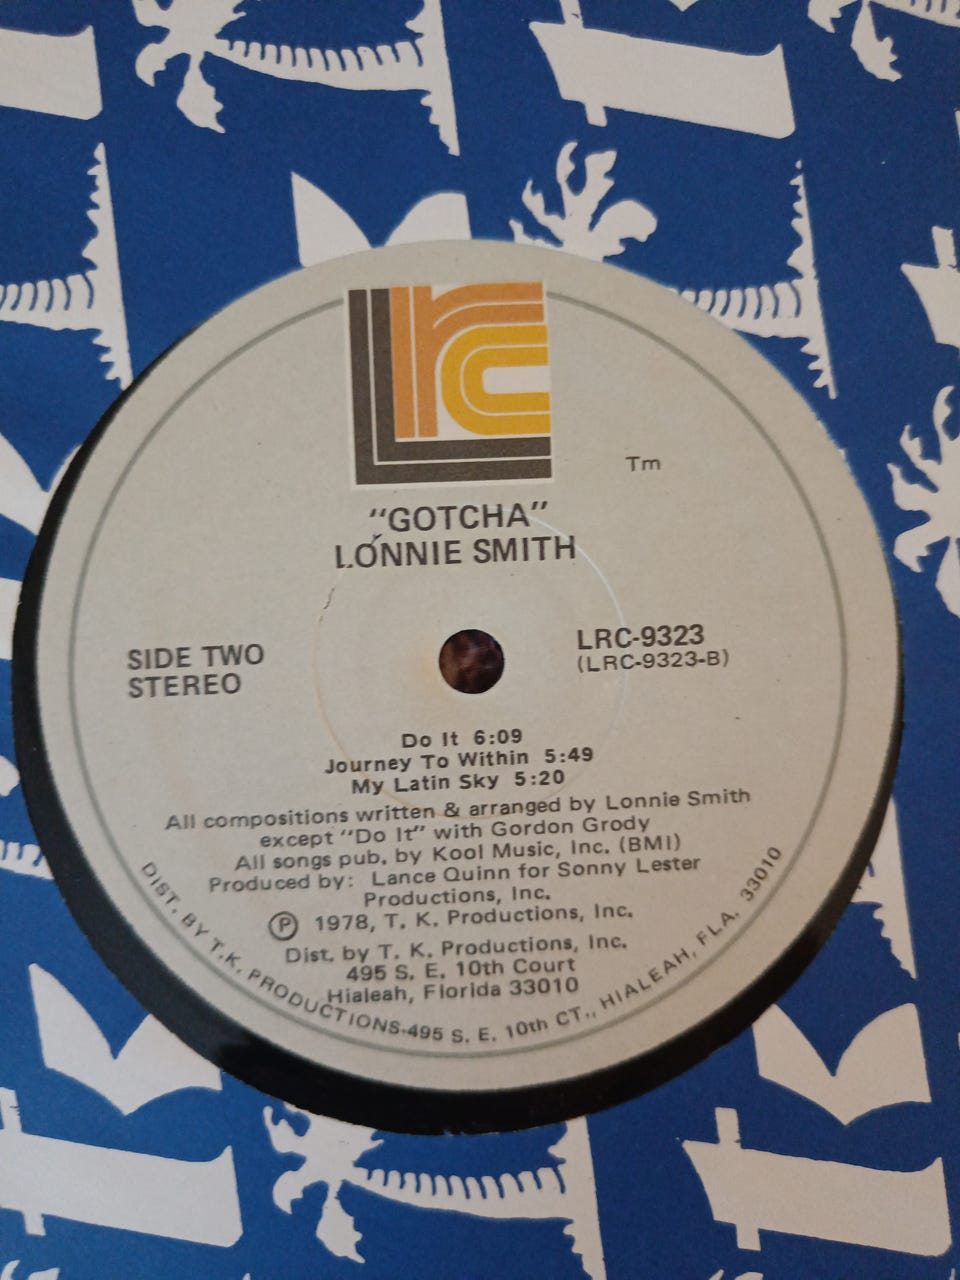 lrc
Tm
"GOTCHA"
LONNIE SMITH
SIDE TWO
STEREO
LRC-9323
(LRC-9323-B)
Do It 6:09
Journey To Within 5:49
My Latin Sky 5:20
All compositions written & arranged by Lonnie Smith
except "Do It" with Gordon Grody
All songs pub. by Kool Music, Inc. (BMI)
Produced by: Lance Quinn for Sonny Lester
Productions, Inc.
Ⓟ 1978, T. K. Productions, Inc.
Dist. by T. K. Productions, Inc.
495 S. E. 10th Court
Hialeah, Florida 33010
DIST. BY T.K. PRODUCTIONS-495 S. E. 10th CT., HIALEAH, FLA. 33010